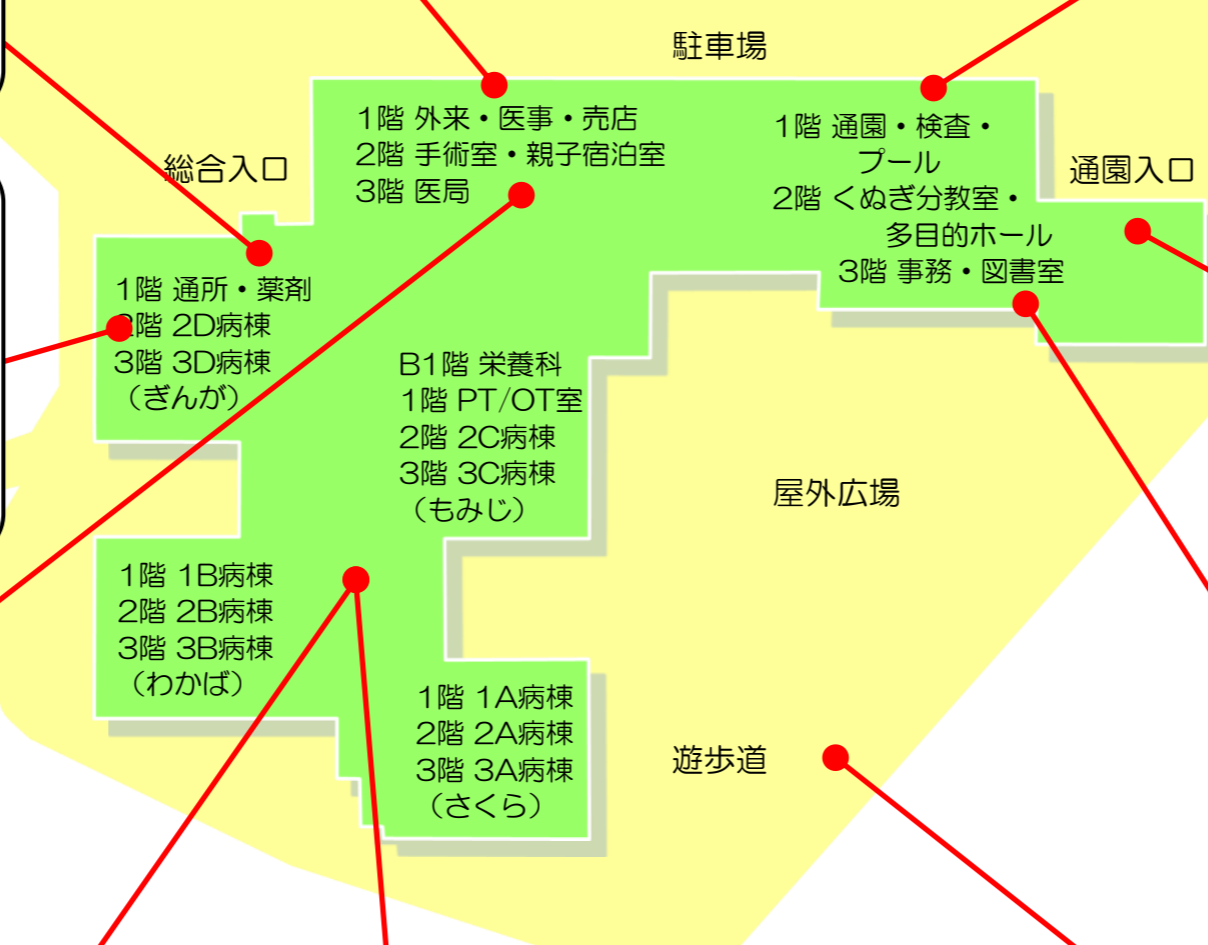 駐車場
1階 外来・医事・売店
2階 手術室・親子宿泊室
3階 医局
1階 通園・検査・
プール
2階 くぬぎ分教室・
多目的ホール
3階 事務・図書室
総合入口
通園入口
1階 通所・薬剤
2階 2D病棟
3階 3D病棟
（ぎんが）
B1階 栄養科
1階 PT/OT室
2階 2C病棟
3階 3C病棟
（もみじ）
屋外広場
1階 1B病棟
2階 2B病棟
3階 3B病棟
（わかば）
1階 1A病棟
2階 2A病棟
3階 3A病棟
（さくら）
遊歩道